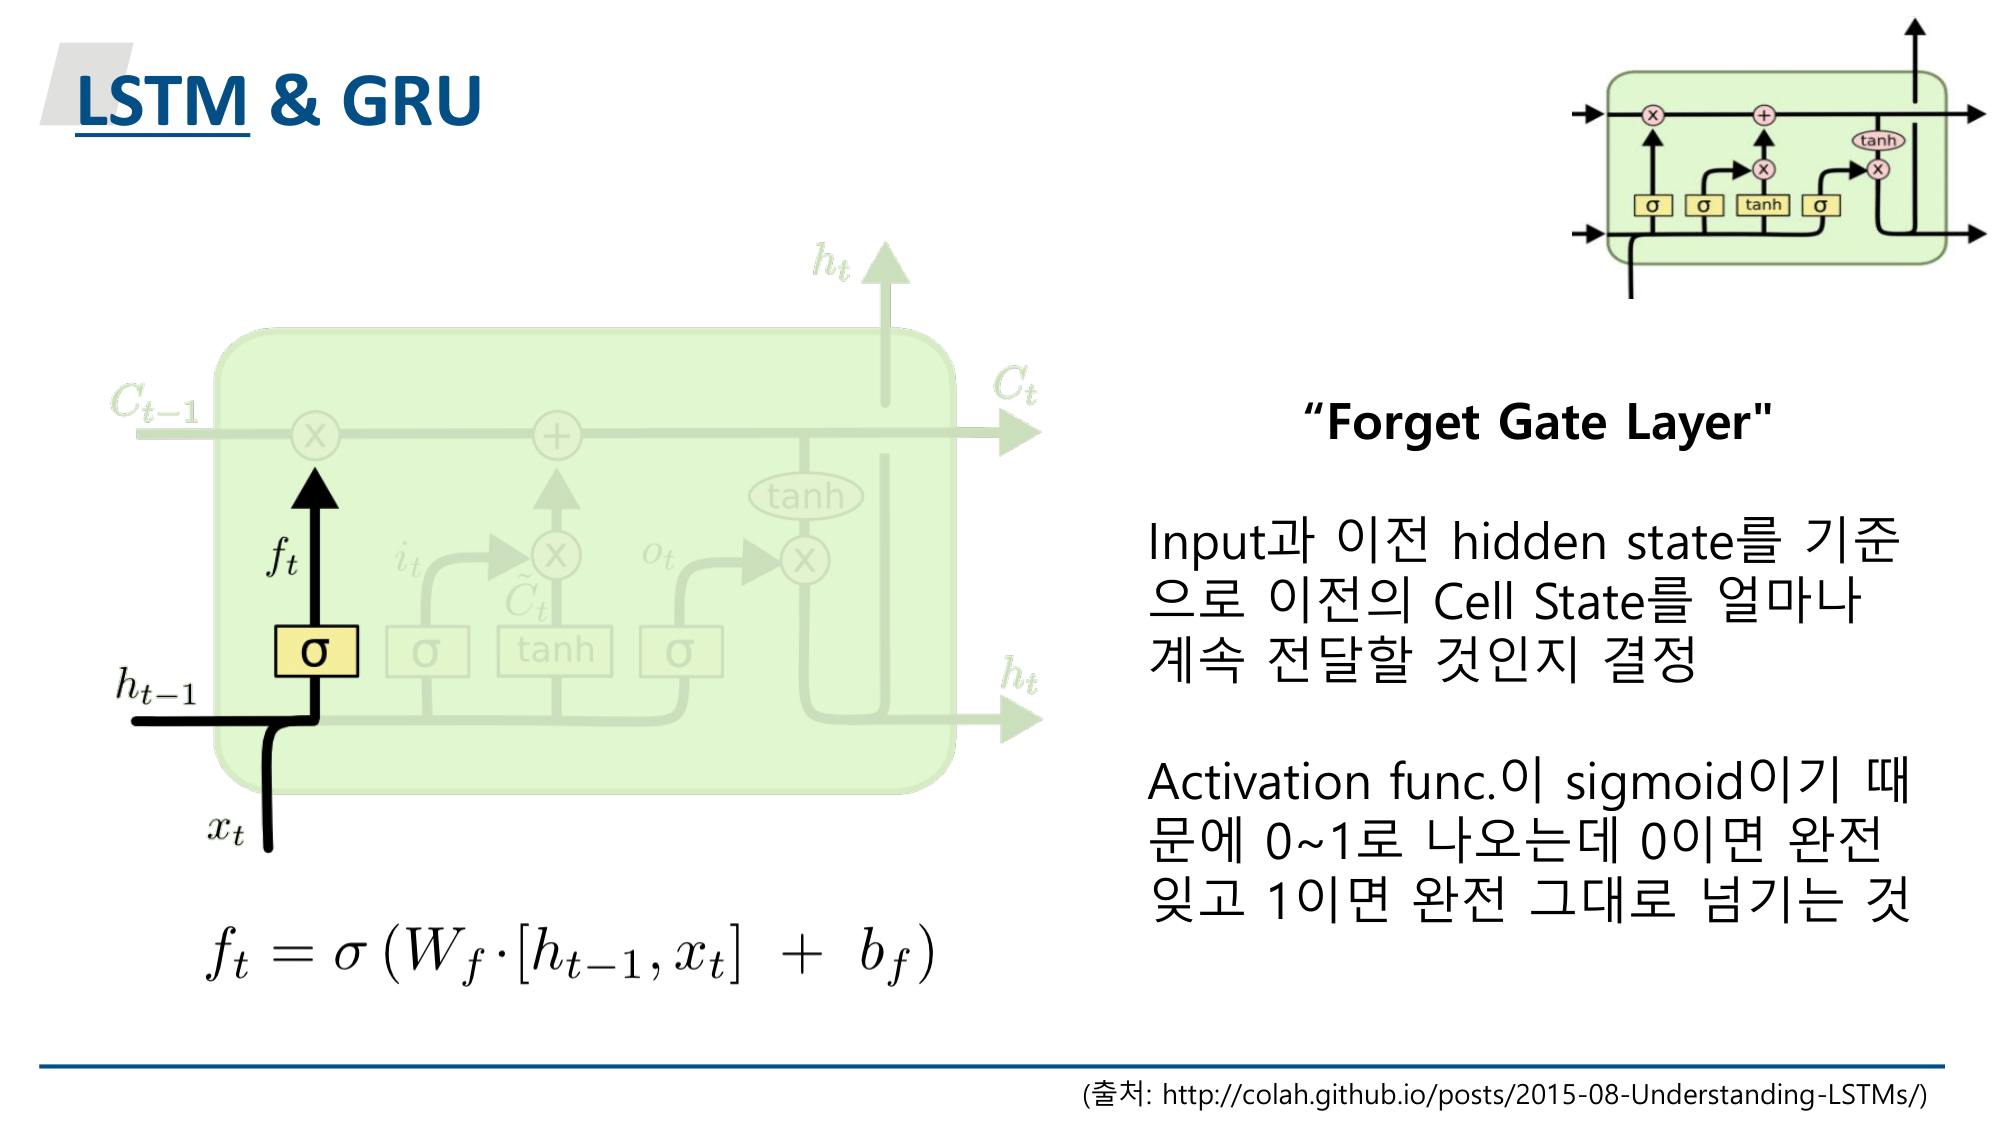 LSTM & GRU
x
+
tanh
x
x
σ
σ
tanh
σ
h_t
C_{t-1}
C_t
x
+
tanh
f_t
i_t
x
o_t
x
C̃_t
σ
σ
tanh
σ
h_{t-1}
h_t
x_t
f_t = σ (W_f · [h_{t-1}, x_t] + b_f)
“Forget Gate Layer"
Input과 이전 hidden state를 기준
으로 이전의 Cell State를 얼마나
계속 전달할 것인지 결정
Activation func.이 sigmoid이기 때
문에 0~1로 나오는데 0이면 완전
잊고 1이면 완전 그대로 넘기는 것
(출처: http://colah.github.io/posts/2015-08-Understanding-LSTMs/)